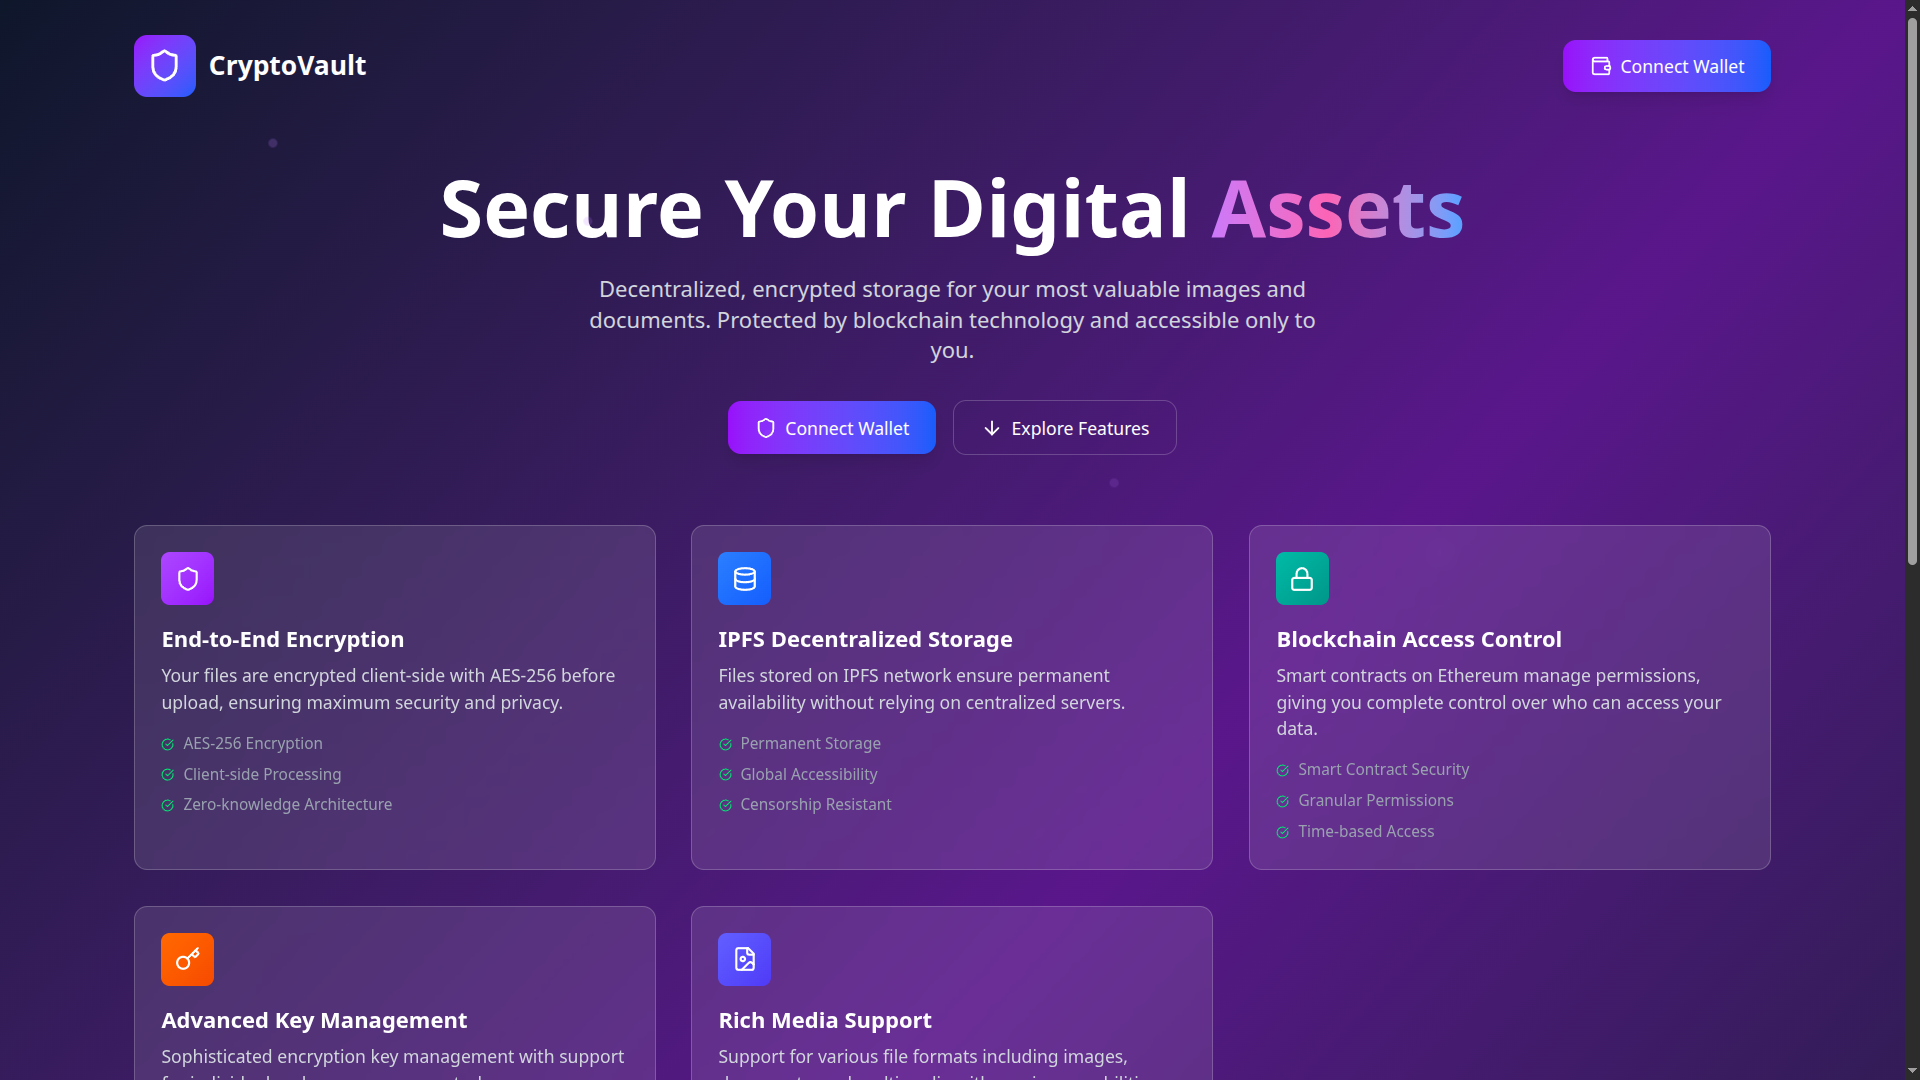 CryptoVault
Connect Wallet
Secure Your Digital Assets
Decentralized, encrypted storage for your most valuable images and
documents. Protected by blockchain technology and accessible only to
you.
Connect Wallet
Explore Features
End-to-End Encryption
Your files are encrypted client-side with AES-256 before
upload, ensuring maximum security and privacy.
AES-256 Encryption
Client-side Processing
Zero-knowledge Architecture
IPFS Decentralized Storage
Files stored on IPFS network ensure permanent
availability without relying on centralized servers.
Permanent Storage
Global Accessibility
Censorship Resistant
Blockchain Access Control
Smart contracts on Ethereum manage permissions,
giving you complete control over who can access your
data.
Smart Contract Security
Granular Permissions
Time-based Access
Advanced Key Management
Sophisticated encryption key management with support
Rich Media Support
Support for various file formats including images,